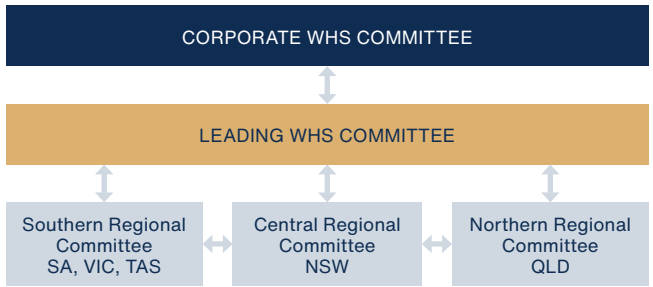 CORPORATE WHS COMMITTEE
LEADING WHS COMMITTEE
Southern Regional
Committee
SA, VIC, TAS
Central Regional
Committee
NSW
Northern Regional
Committee
QLD